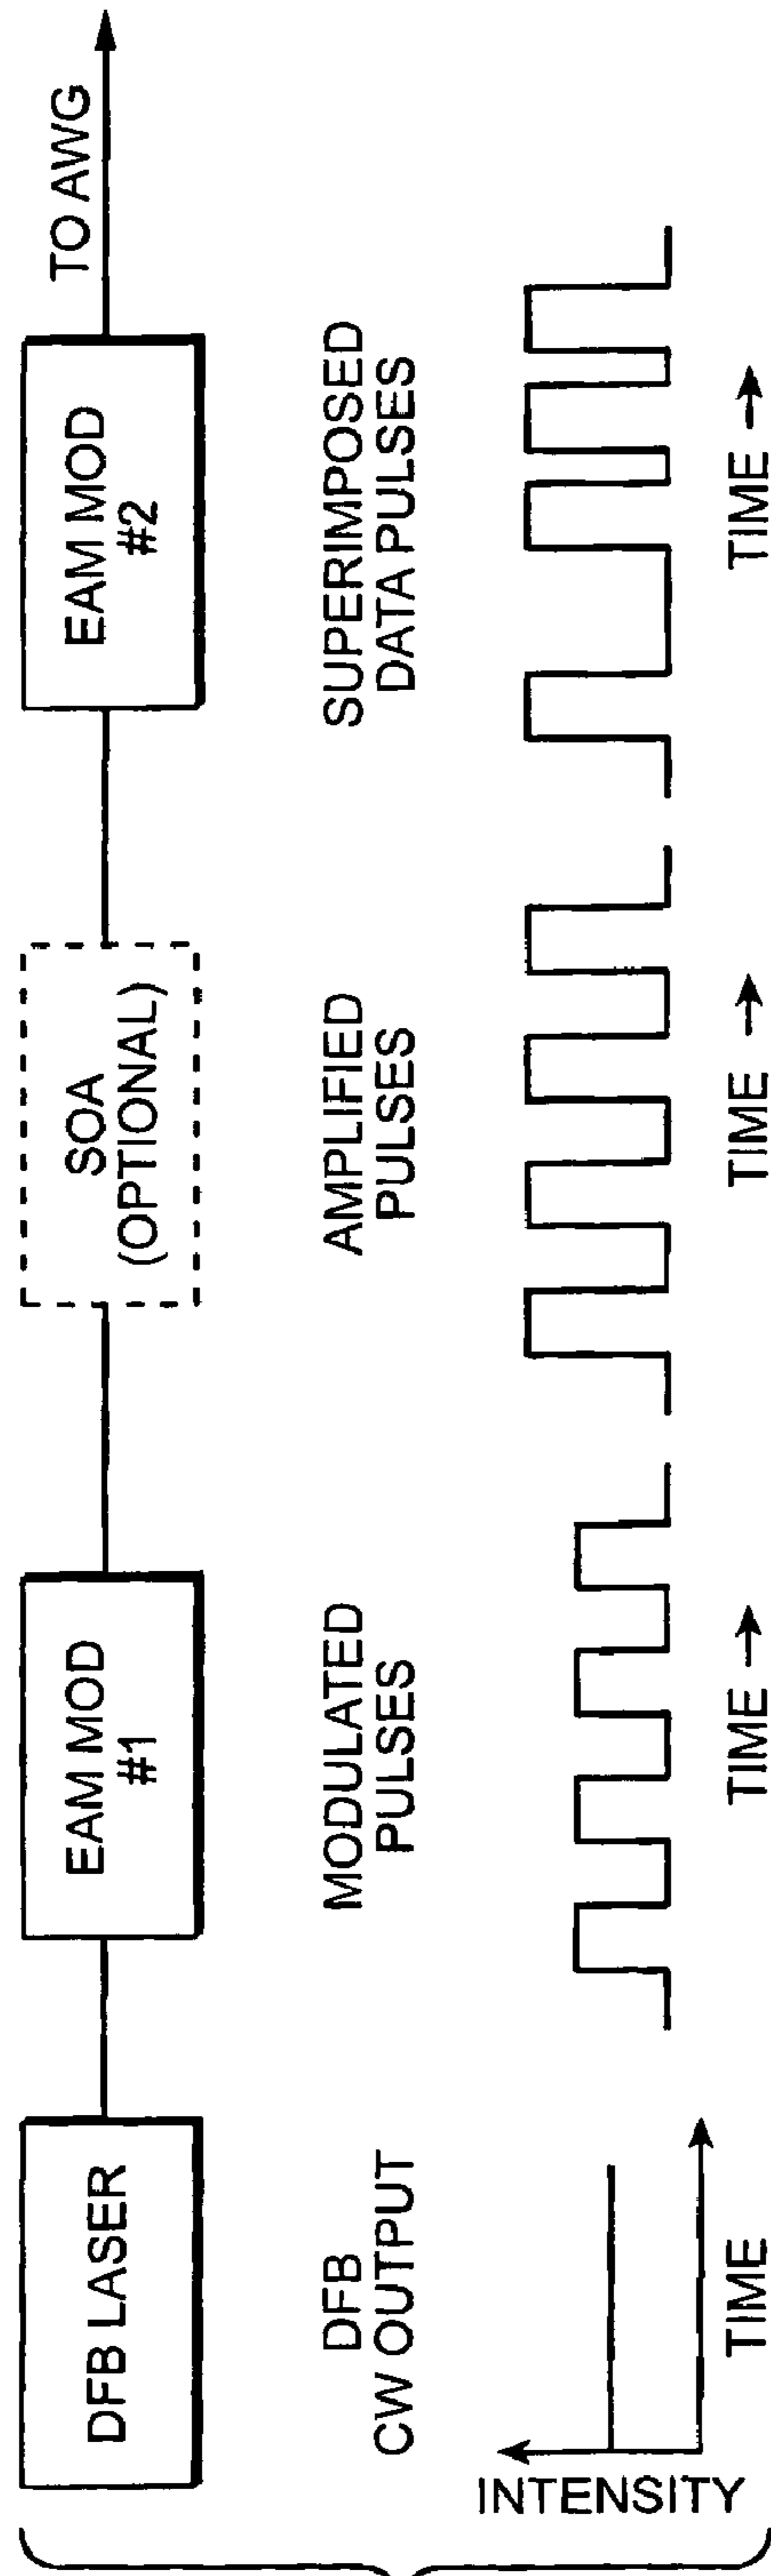 DFB LASER
EAM MOD
#1
SOA
(OPTIONAL)
EAM MOD
#2
TO AWG
DFB
CW OUTPUT
MODULATED
PULSES
AMPLIFIED
PULSES
SUPERIMPOSED
DATA PULSES
INTENSITY
TIME
TIME
TIME
TIME